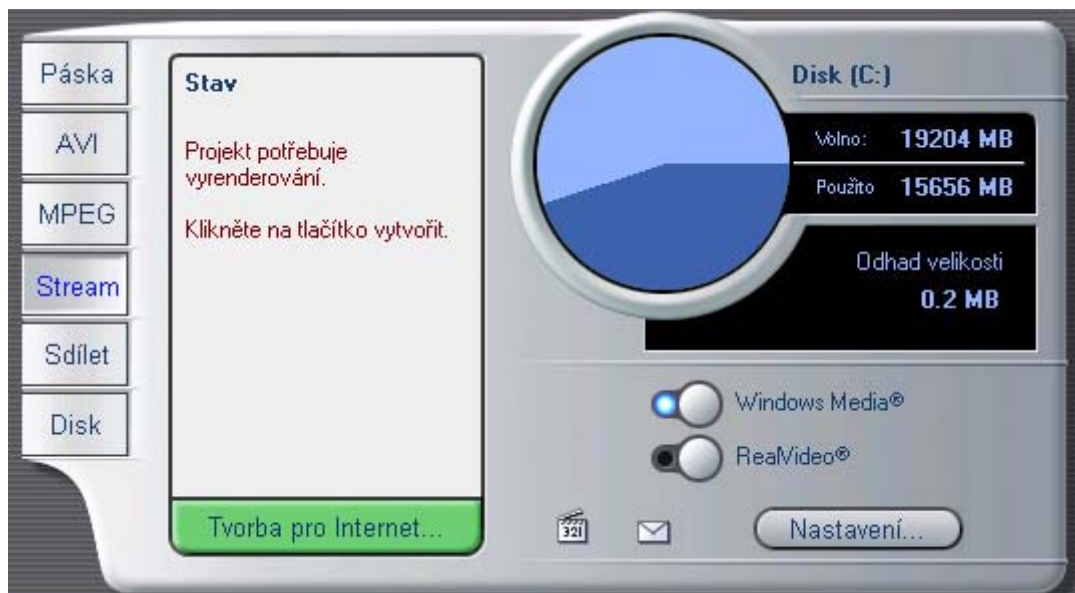 Páska
AVI
MPEG
Stream
Sdílet
Disk
Stav
Projekt potřebuje
vyrenderování.
Klikněte na tlačítko vytvořit.
Tvorba pro Internet...
Disk (C:)
Volno: 19204 MB
Použito 15656 MB
Odhad velikosti
0.2 MB
Windows Media®
RealVideo®
321
Nastavení...